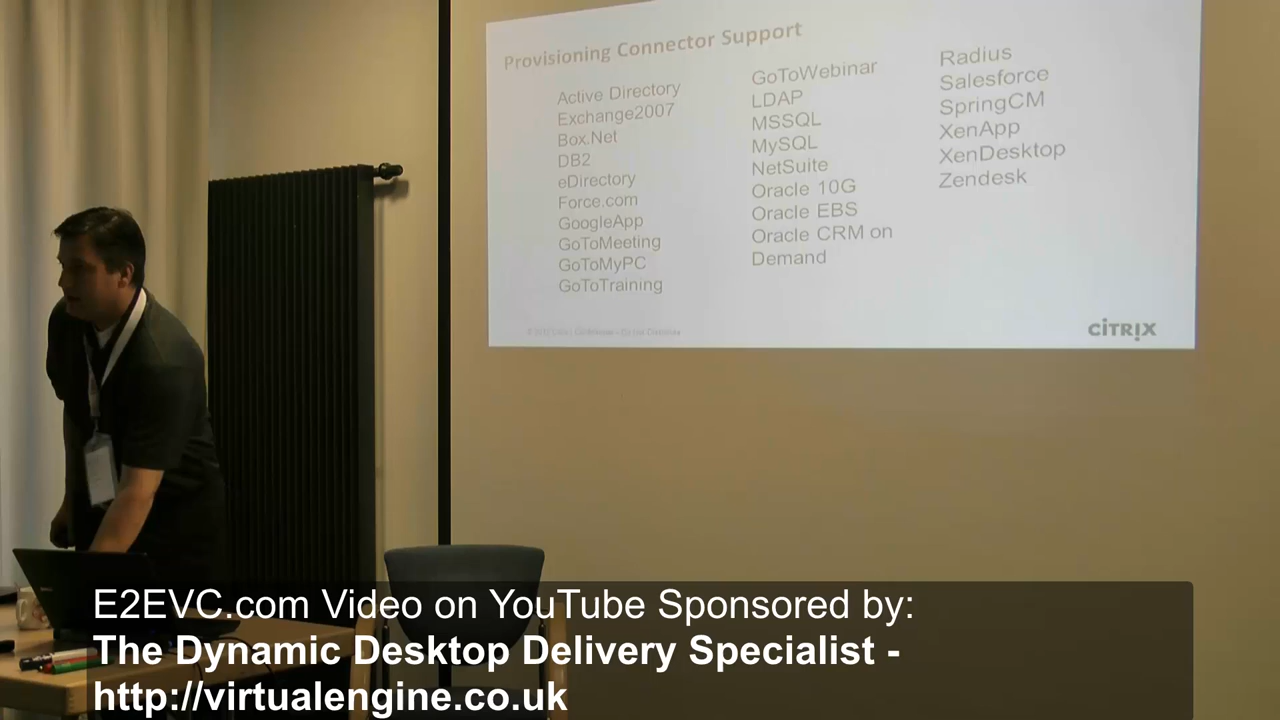 Provisioning Connector Support
Active Directory
Exchange2007
Box.Net
DB2
eDirectory
Force.com
GoogleApp
GoToMeeting
GoToMyPC
GoToTraining
GoToWebinar
LDAP
MSSQL
MySQL
NetSuite
Oracle 10G
Oracle EBS
Oracle CRM on
Demand
Radius
Salesforce
SpringCM
XenApp
XenDesktop
Zendesk
CITRIX
E2EVC.com Video on YouTube Sponsored by:
The Dynamic Desktop Delivery Specialist -
http://virtualengine.co.uk